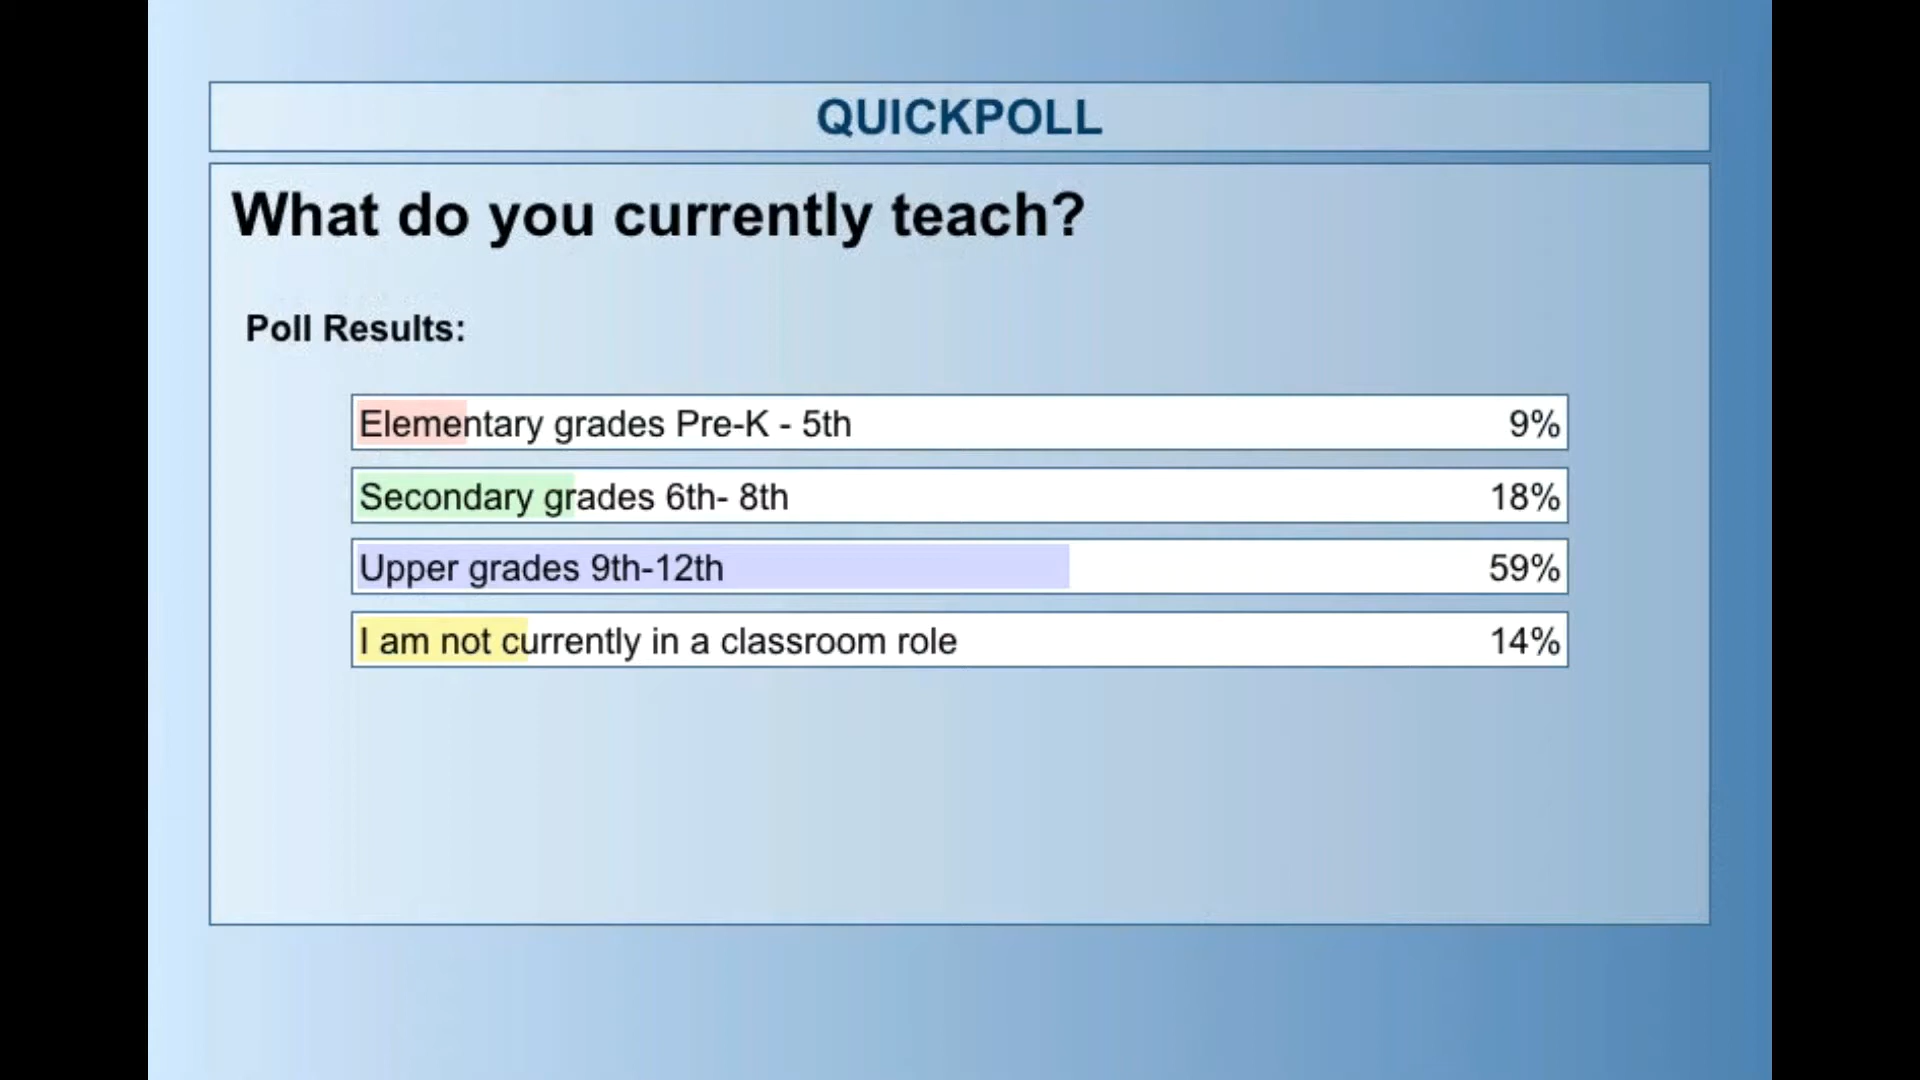 QUICKPOLL
What do you currently teach?
Poll Results:
Elementary grades Pre-K - 5th 9%
Secondary grades 6th- 8th 18%
Upper grades 9th-12th 59%
I am not currently in a classroom role 14%